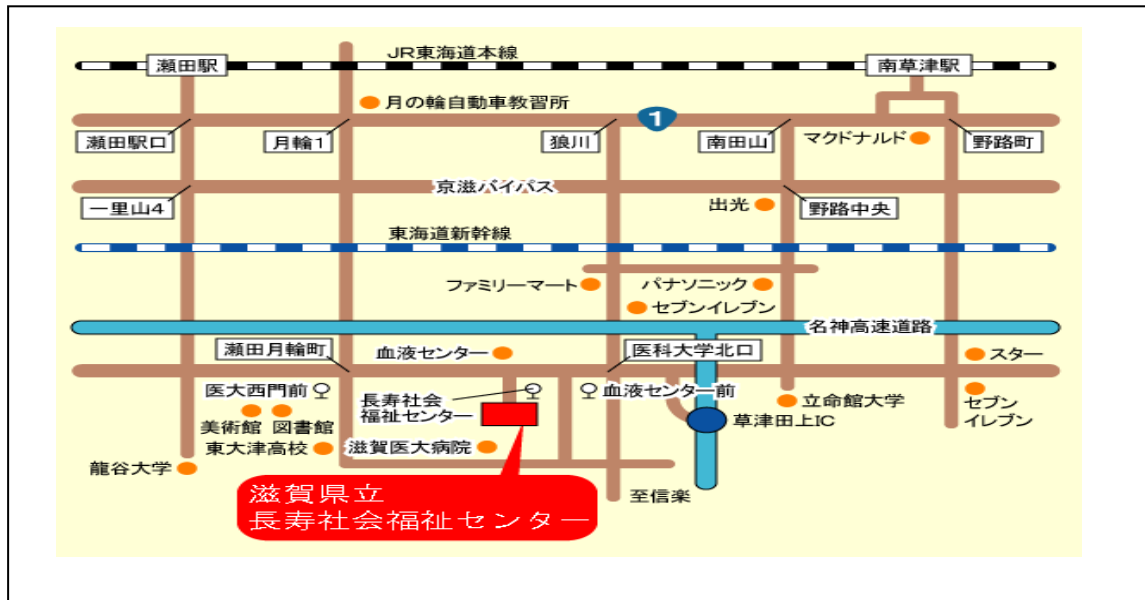 JR東海道本線
瀬田駅
南草津駅
月の輪自動車教習所
1
瀬田駅口
月輪1
狼川
南田山
マクドナルド
野路町
京滋バイパス
一里山4
出光
野路中央
東海道新幹線
ファミリーマート
パナソニック
セブンイレブン
名神高速道路
瀬田月輪町
血液センター
医科大学北口
スター
医大西門前
長寿社会
福祉センター
血液センター前
立命館大学
セブン
イレブン
美術館
図書館
草津田上IC
東大津高校
滋賀医大病院
龍谷大学
至信楽
滋賀県立
長寿社会福祉センター